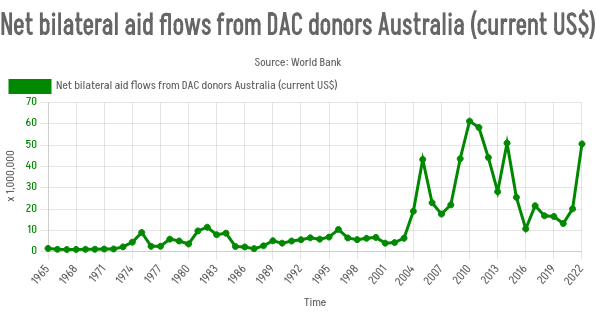 Net bilateral aid flows from DAC donors Australia (current US$)
Source: World Bank
Net bilateral aid flows from DAC donors Australia (current US$)
x 1,000,000
70
60
50
40
30
20
10
0
1965 1968 1971 1974 1977 1980 1983 1986 1989 1992 1995 1998 2001 2004 2007 2010 2013 2016 2019 2022
Time